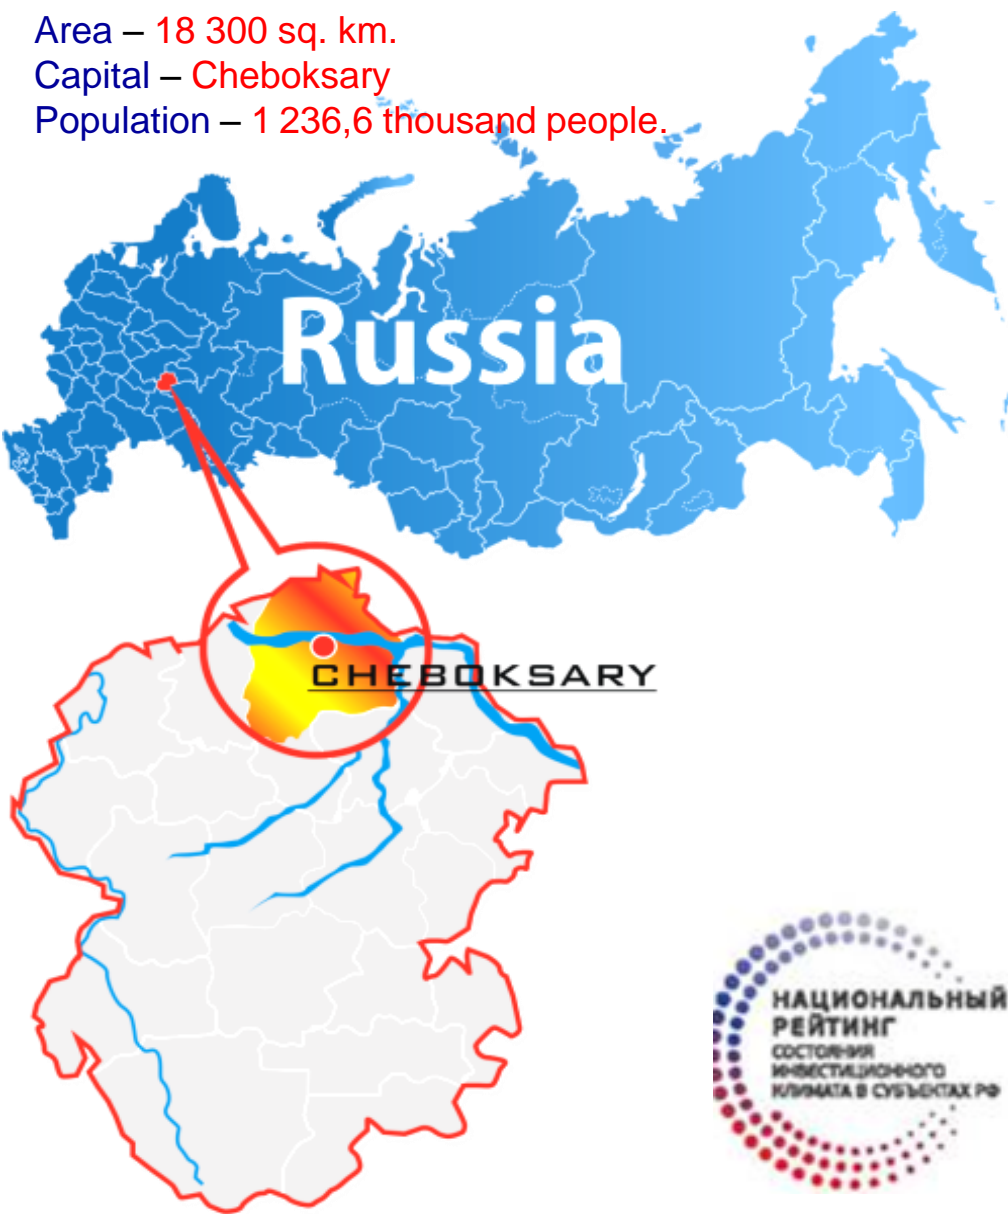 Area – 18 300 sq. km.
Capital – Cheboksary
Population – 1 236,6 thousand people.
Russia
CHEBOKSARY
НАЦИОНАЛЬНЫЙ
РЕЙТИНГ
СОСТОЯНИЯ
ИНВЕСТИЦИОННОГО
КЛИМАТА В СУБЪЕКТАХ РФ